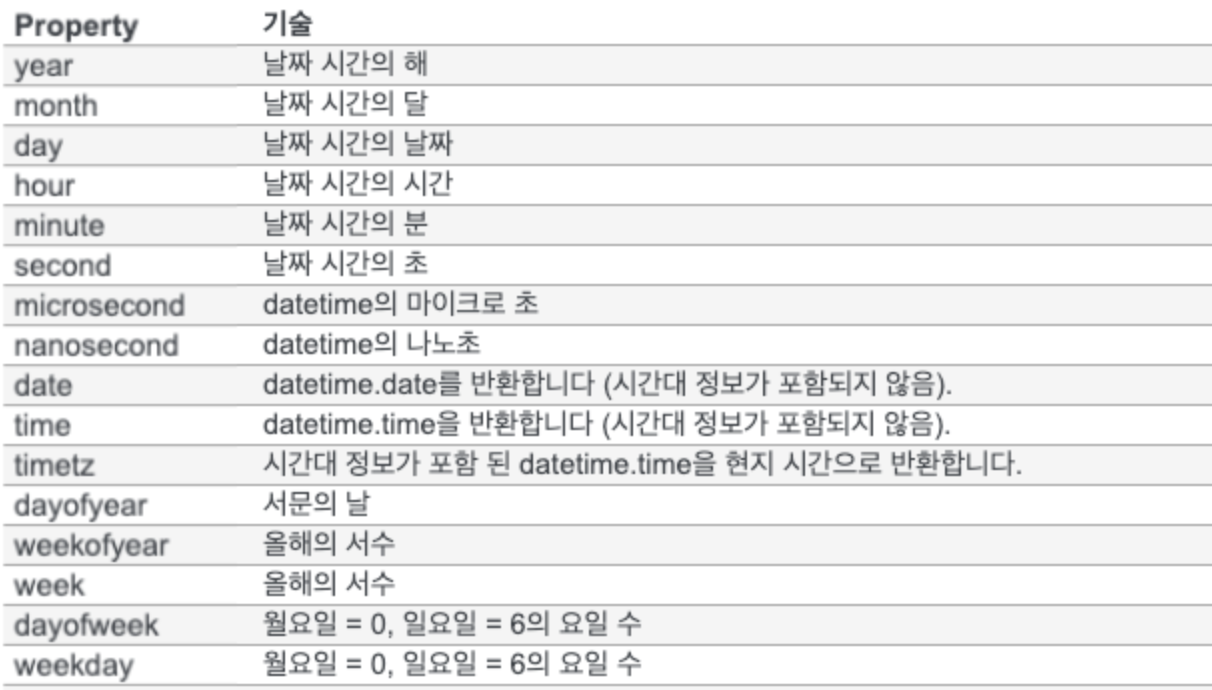 Property 기술
year 날짜 시간의 해
month 날짜 시간의 달
day 날짜 시간의 날짜
hour 날짜 시간의 시간
minute 날짜 시간의 분
second 날짜 시간의 초
microsecond datetime의 마이크로 초
nanosecond datetime의 나노초
date datetime.date를 반환합니다 (시간대 정보가 포함되지 않음).
time datetime.time을 반환합니다 (시간대 정보가 포함되지 않음).
timetz 시간대 정보가 포함 된 datetime.time을 현지 시간으로 반환합니다.
dayofyear 서문의 날
weekofyear 올해의 서수
week 올해의 서수
dayofweek 월요일 = 0, 일요일 = 6의 요일 수
weekday 월요일 = 0, 일요일 = 6의 요일 수